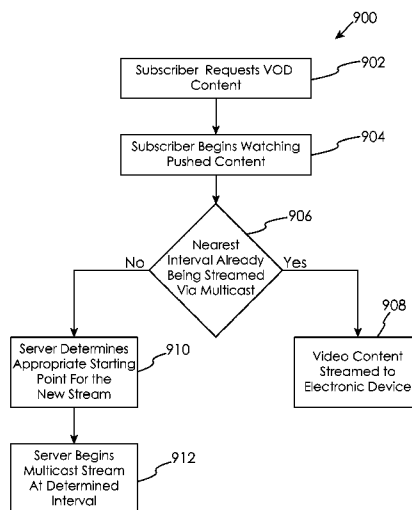 900
Subscriber Requests VOD
Content
902
Subscriber Begins Watching
Pushed Content
904
906
Nearest
Interval Already
Being Streamed
Via Multicast
No
Yes
908
Server Determines
Appropriate Starting
Point For the
New Stream
910
Video Content
Streamed to
Electronic Device
Server Begins
Multicast Stream
At Determined
Interval
912